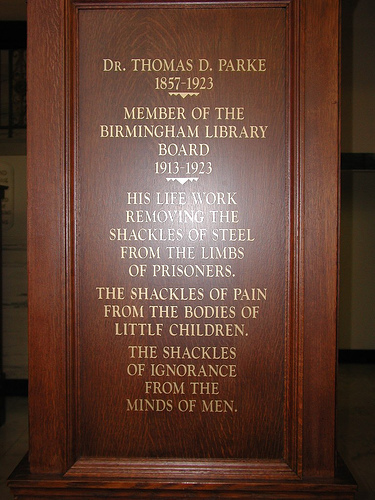 DR. THOMAS D. PARKE
1857-1923
MEMBER OF THE
BIRMINGHAM LIBRARY
BOARD
1913-1923
HIS LIFE WORK
REMOVING THE
SHACKLES OF STEEL
FROM THE LIMBS
OF PRISONERS.
THE SHACKLES OF PAIN
FROM THE BODIES OF
LITTLE CHILDREN.
THE SHACKLES
OF IGNORANCE
FROM THE
MINDS OF MEN.